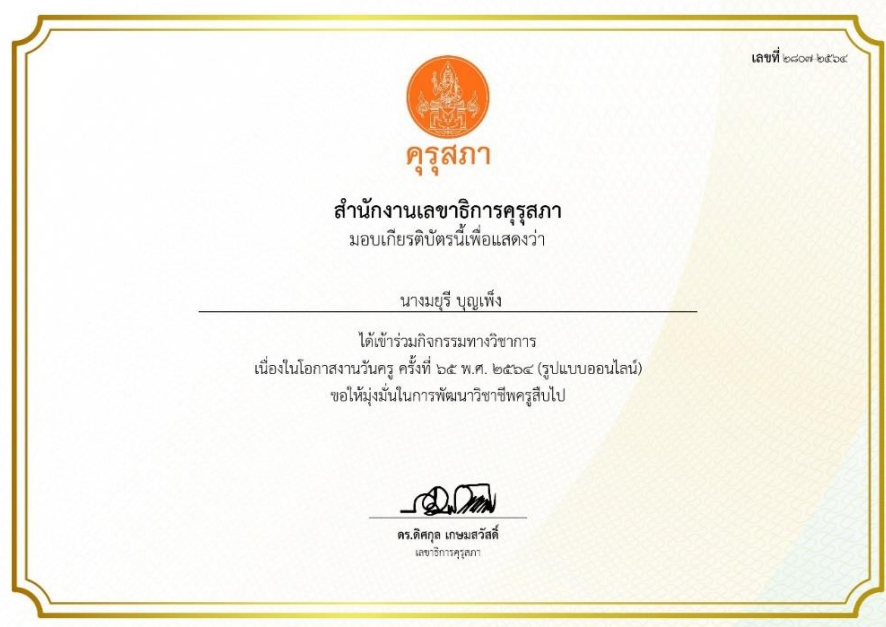 เลขที่ ๒๘๐๗-๒๕๖๔
คุรุสภา
สำนักงานเลขาธิการคุรุสภา
มอบเกียรติบัตรนี้เพื่อแสดงว่า
นางมยุรี บุญเพ็ง
ได้เข้าร่วมกิจกรรมทางวิชาการ
เนื่องในโอกาสงานวันครู ครั้งที่ ๖๕ พ.ศ. ๒๕๖๔ (รูปแบบออนไลน์)
ขอให้มุ่งมั่นในการพัฒนาวิชาชีพครูสืบไป
ดร.ดิศกุล เกษมสวัสดิ์
เลขาธิการคุรุสภา